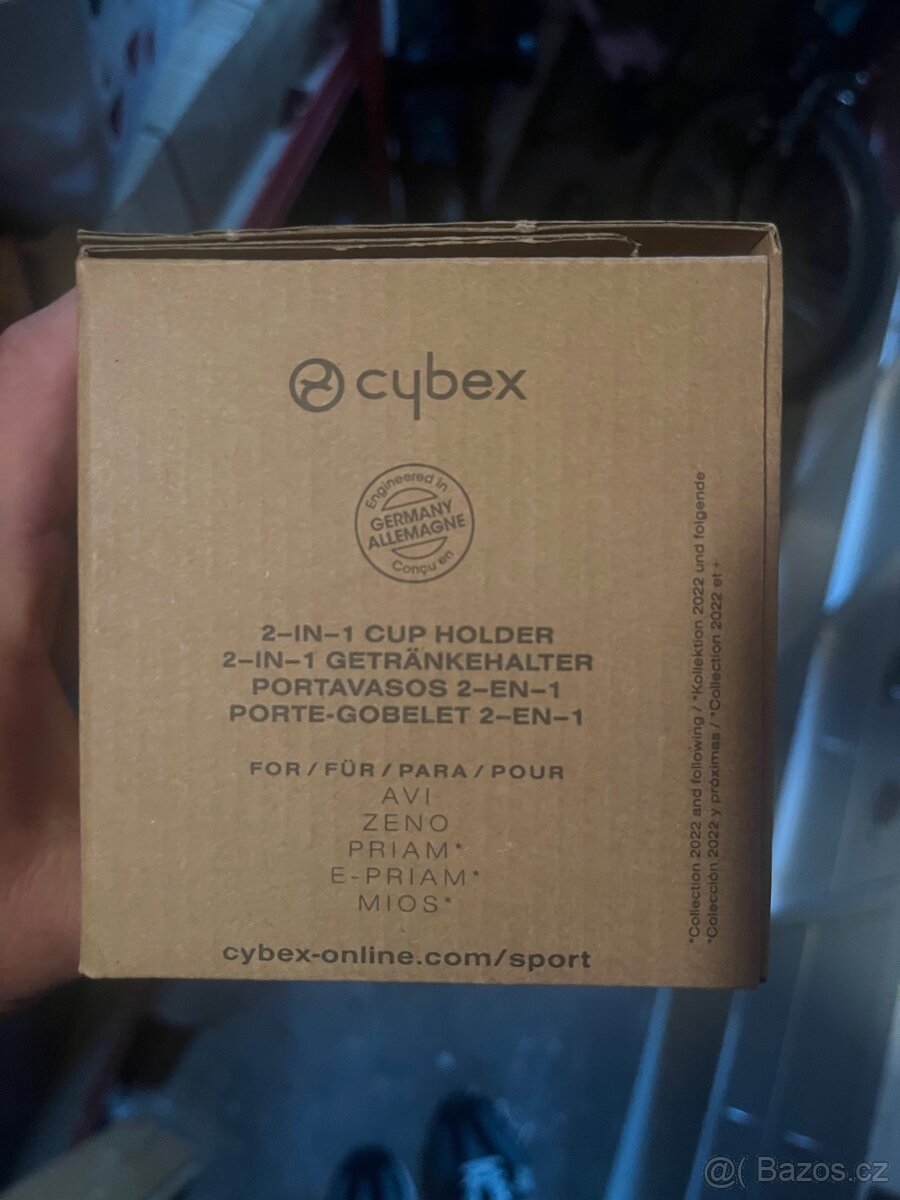 cybex
Engineered in
GERMANY
ALLEMAGNE
Conçu en
2-IN-1 CUP HOLDER
2-IN-1 GETRÄNKEHALTER
PORTAVASOS 2-EN-1
PORTE-GOBELET 2-EN-1
FOR / FÜR / PARA / POUR
AVI
ZENO
PRIAM*
E-PRIAM*
MIOS*
cybex-online.com/sport
*Collection 2022 and following / *Kollektion 2022 und folgende
*Colección 2022 y próximas / *Collection 2022 et +
@( Bazos.cz